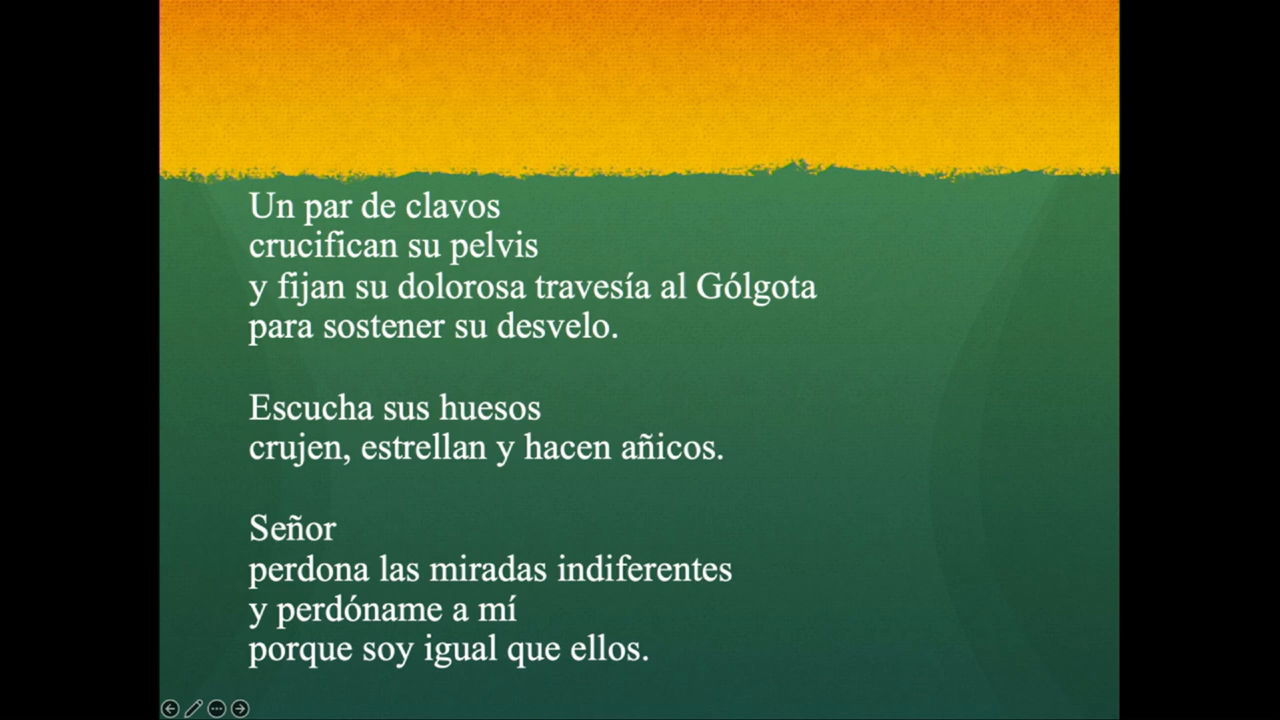 Un par de clavos
crucifican su pelvis
y fijan su dolorosa travesía al Gólgota
para sostener su desvelo.
Escucha sus huesos
crujen, estrellan y hacen añicos.
Señor
perdona las miradas indiferentes
y perdóname a mí
porque soy igual que ellos.